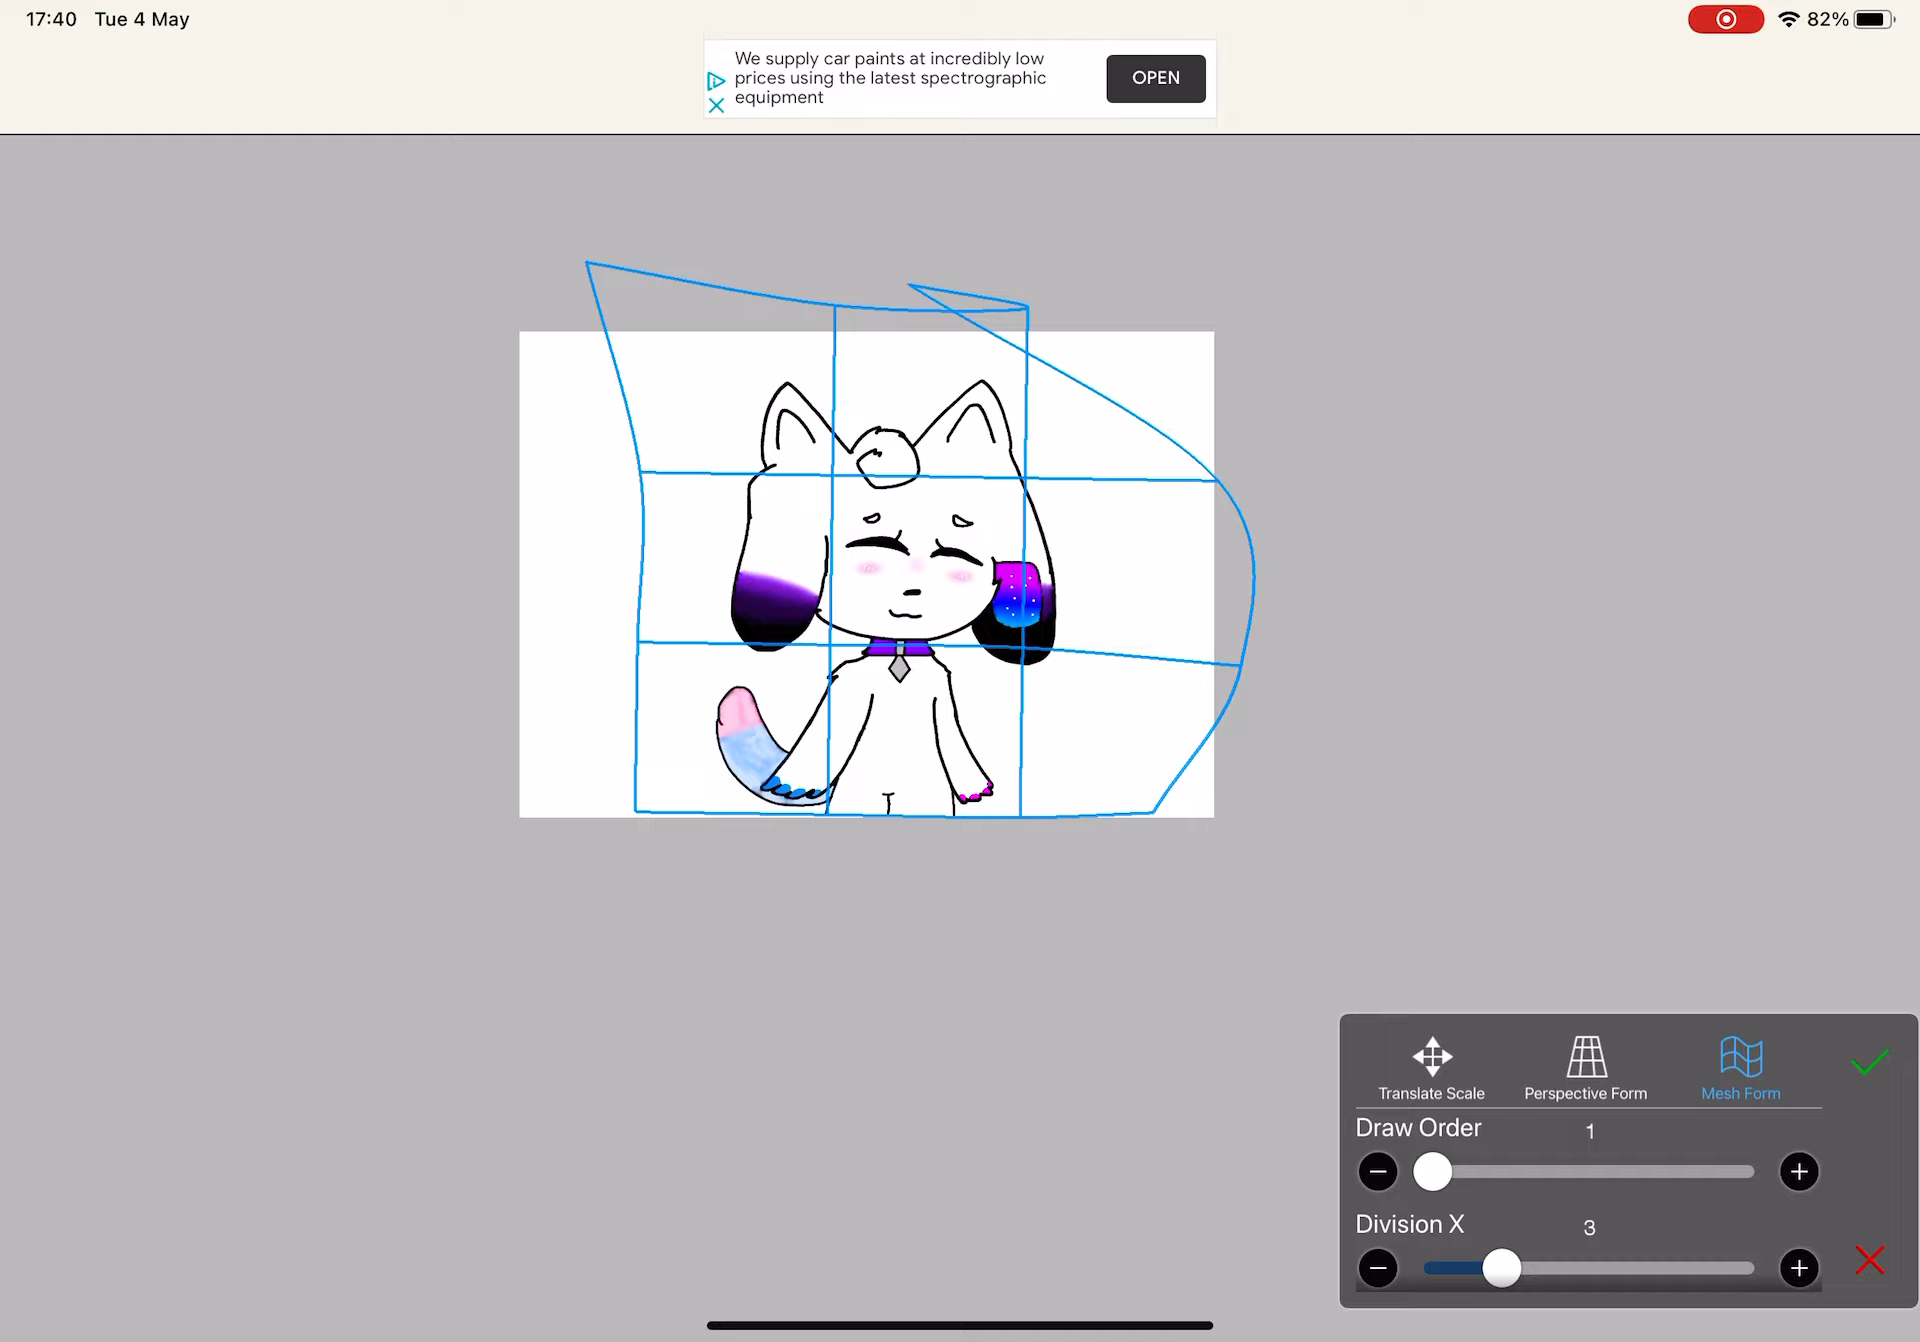 17:40 Tue 4 May
82%
We supply car paints at incredibly low
prices using the latest spectrographic
equipment
OPEN
Translate Scale
Perspective Form
Mesh Form
Draw Order
1
Division X
3